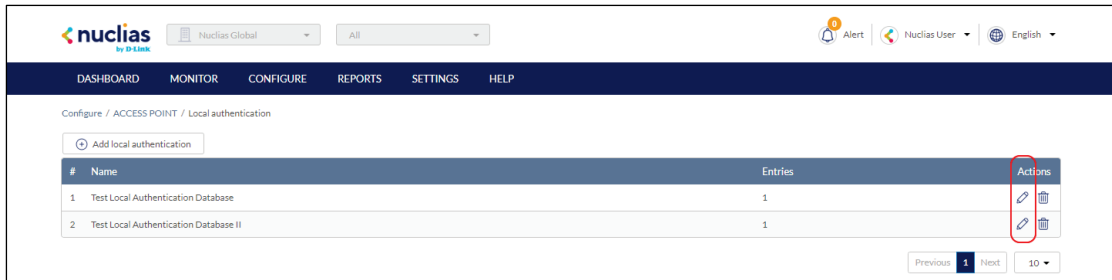 nuclias
by D-Link
Nuclias Global
All
0
Alert
Nuclias User
English
DASHBOARD MONITOR CONFIGURE REPORTS SETTINGS HELP
Configure / ACCESS POINT / Local authentication
Add local authentication
# Name Entries Actions
1 Test Local Authentication Database 1
2 Test Local Authentication Database II 1
Previous 1 Next 10